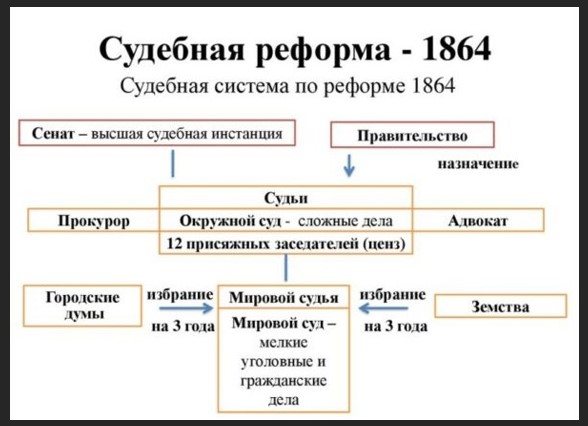 Судебная реформа - 1864
Судебная система по реформе 1864
Сенат – высшая судебная инстанция
Правительство
назначение
Судьи
Прокурор
Окружной суд - сложные дела
Адвокат
12 присяжных заседателей (ценз)
Городские
думы
избрание
на 3 года
Мировой судья
Мировой суд –
мелкие
уголовные и
гражданские
дела
избрание
на 3 года
Земства